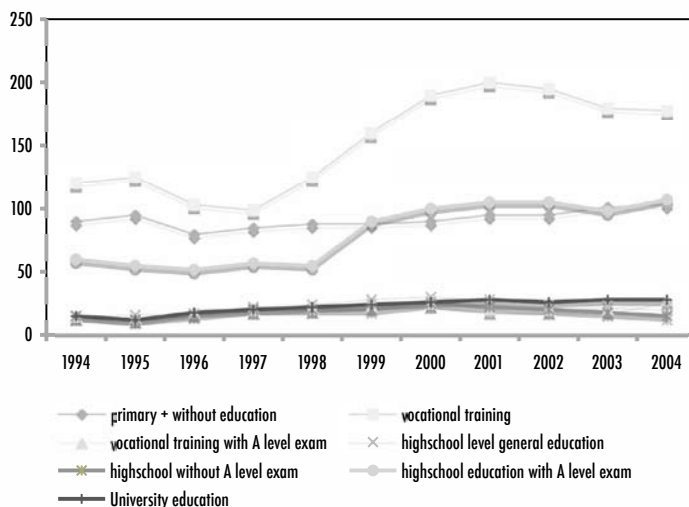 250
200
150
100
50
0
1994 1995 1996 1997 1998 1999 2000 2001 2002 2003 2004
primary + without education vocational training
vocational training with A level exam highschool level general education
highschool without A level exam highschool education with A level exam
University education